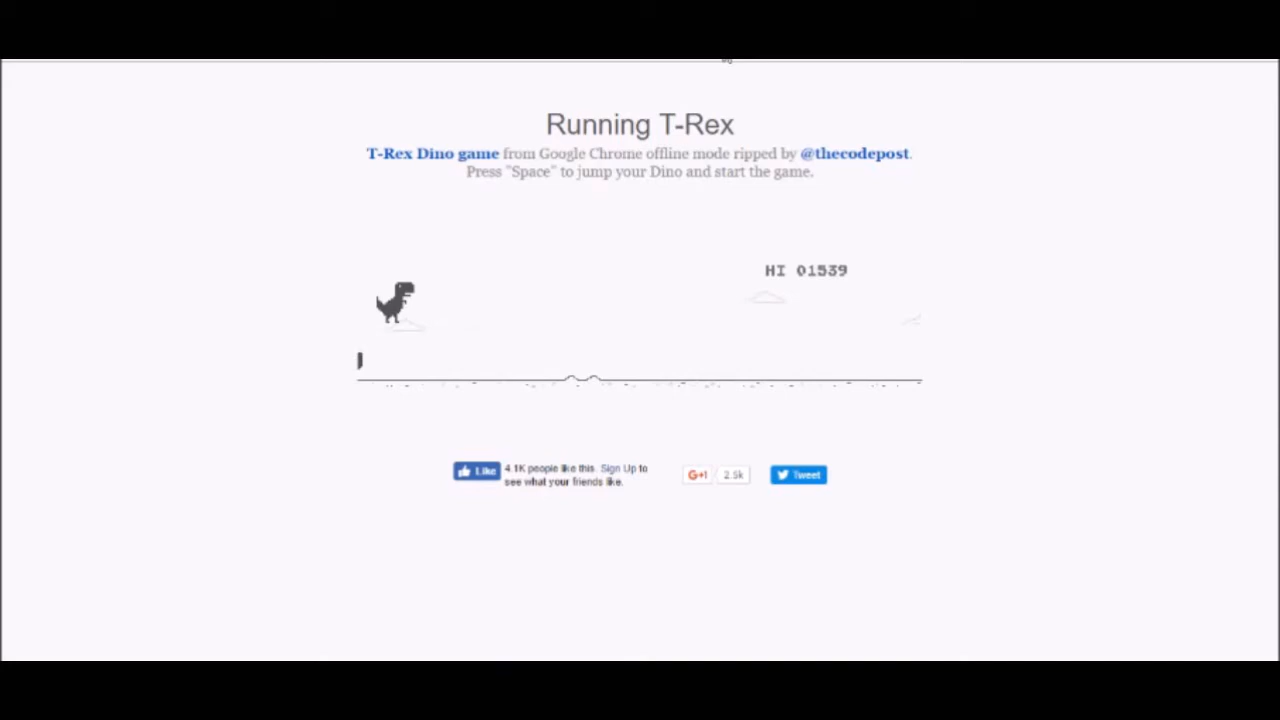 Running T-Rex
T-Rex Dino game from Google Chrome offline mode ripped by @thecodepost.
Press "Space" to jump your Dino and start the game.
HI 01539
Like 4.1K people like this. Sign Up to
see what your friends like.
G+1 2.5k Tweet